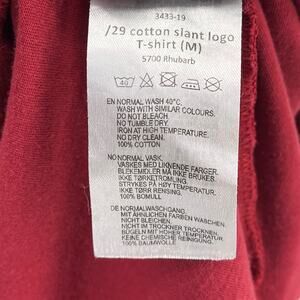 3433-19
/29 cotton slant logo
T-shirt (M)
5700 Rhubarb
40
EN NORMAL WASH 40°C.
WASH WITH SIMILAR COLOURS.
DO NOT BLEACH
NO TUMBLE DRY
IRON AT HIGH TEMPERATURE.
NO DRY CLEAN.
100% COTTON
NO NORMAL VASK.
VASKES MED LIKNENDE FARGER.
BLEKEMIDLER MÅ IKKE BRUKES
IKKE TØRKETROMLING.
STRYKES PÅ HØY TEMPERATUR
IKKE TØRR RENSING.
100% BOMULL
DE NORMALWASCHGANG.
MIT ÄHNLICHEN FARBEN WASCHEN
NICHT BLEICHEN.
NICHT IM TROCKNER TROCKNEN.
BÜGELN MIT HOHER TEMPERATUR
KEINE CHEMISCHE REINIGUNG
100% BAUMWOLLE